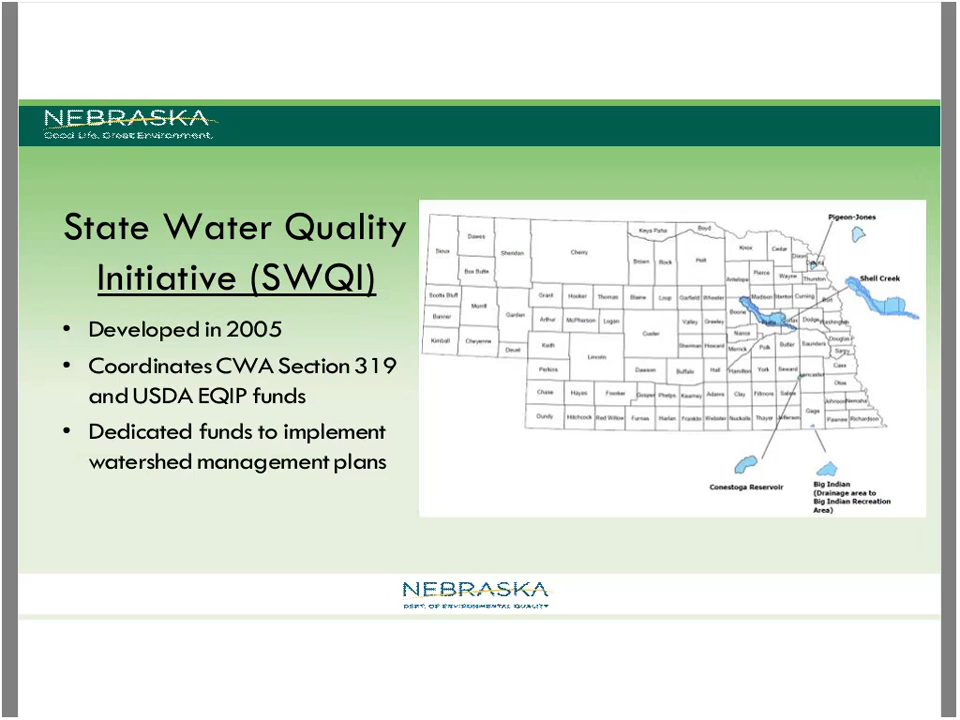 NEBRASKA
Good Life. Great Environment.
State Water Quality
Initiative (SWQI)
• Developed in 2005
• Coordinates CWA Section 319
and USDA EQIP funds
• Dedicated funds to implement
watershed management plans
Pigeon-Jones
Shell Creek
Sioux
Dawes
Box Butte
Sheridan
Cherry
Keya Paha
Boyd
Brown
Rock
Holt
Knox
Cedar
Dixon
Dakota
Antelope
Pierce
Wayne
Thurston
Scotts Bluff
Banner
Kimball
Morrill
Cheyenne
Garden
Deuel
Grant
Hooker
Thomas
Blaine
Loup
Garfield
Wheeler
Boone
Madison
Stanton
Cuming
Burt
Arthur
McPherson
Logan
Custer
Valley
Greeley
Nance
Platte
Colfax
Dodge
Washington
Keith
Lincoln
Sherman
Howard
Merrick
Polk
Butler
Saunders
Douglas
Sarpy
Perkins
Dawson
Buffalo
Hall
Hamilton
York
Seward
Lancaster
Cass
Otoe
Chase
Hayes
Frontier
Gosper
Phelps
Kearney
Adams
Clay
Fillmore
Saline
Gage
Johnson
Nemaha
Dundy
Hitchcock
Red Willow
Furnas
Harlan
Franklin
Webster
Nuckolls
Thayer
Jefferson
Pawnee
Richardson
Conestoga Reservoir
Big Indian
(Drainage area to
Big Indian Recreation
Area)
NEBRASKA
DEPT. OF ENVIRONMENTAL QUALITY